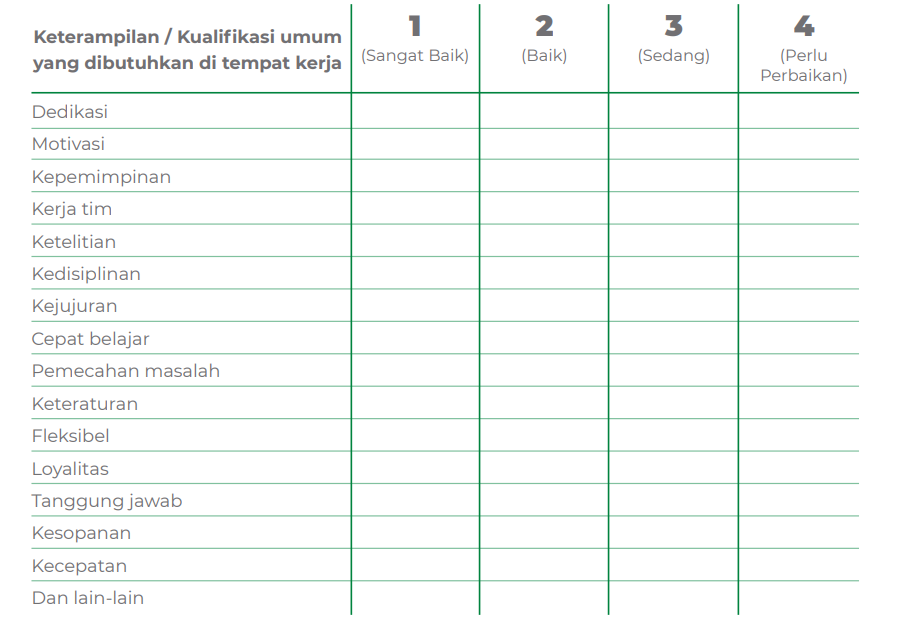 Keterampilan / Kualifikasi umum
yang dibutuhkan di tempat kerja
1
(Sangat Baik)
2
(Baik)
3
(Sedang)
4
(Perlu
Perbaikan)
Dedikasi
Motivasi
Kepemimpinan
Kerja tim
Ketelitian
Kedisiplinan
Kejujuran
Cepat belajar
Pemecahan masalah
Keteraturan
Fleksibel
Loyalitas
Tanggung jawab
Kesopanan
Kecepatan
Dan lain-lain